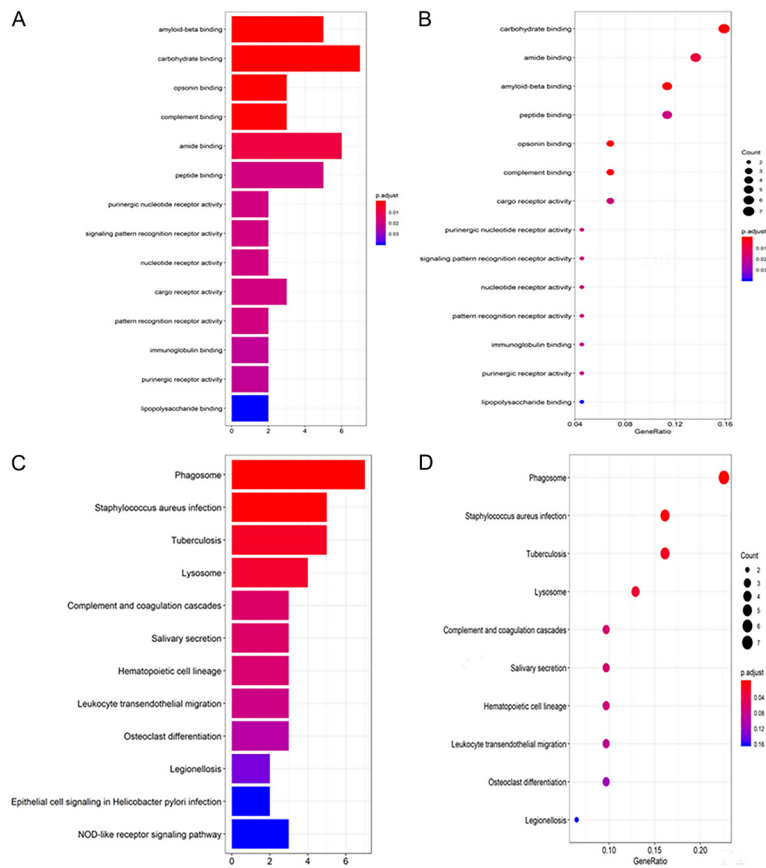 A
amyloid-beta binding
carbohydrate binding
opsonin binding
complement binding
amide binding
peptide binding
purinergic nucleotide receptor activity
signaling pattern recognition receptor activity
nucleotide receptor activity
cargo receptor activity
pattern recognition receptor activity
immunoglobulin binding
purinergic receptor activity
lipopolysaccharide binding
0 2 4 6
p.adjust
0.01
0.02
0.03
B
carbohydrate binding
amide binding
amyloid-beta binding
peptide binding
opsonin binding
complement binding
cargo receptor activity
purinergic nucleotide receptor activity
signaling pattern recognition receptor activity
nucleotide receptor activity
pattern recognition receptor activity
immunoglobulin binding
purinergic receptor activity
lipopolysaccharide binding
0.04 0.08 0.12 0.16
GeneRatio
Count
2
3
4
5
6
7
p.adjust
0.01
0.02
0.03
C
Phagosome
Staphylococcus aureus infection
Tuberculosis
Lysosome
Complement and coagulation cascades
Salivary secretion
Hematopoietic cell lineage
Leukocyte transendothelial migration
Osteoclast differentiation
Legionellosis
Epithelial cell signaling in Helicobacter pylori infection
NOD-like receptor signaling pathway
0 2 4 6
D
Phagosome
Staphylococcus aureus infection
Tuberculosis
Lysosome
Complement and coagulation cascades
Salivary secretion
Hematopoietic cell lineage
Leukocyte transendothelial migration
Osteoclast differentiation
Legionellosis
0.10 0.15 0.20
GeneRatio
Count
2
3
4
5
6
7
p.adjust
0.04
0.08
0.12
0.16